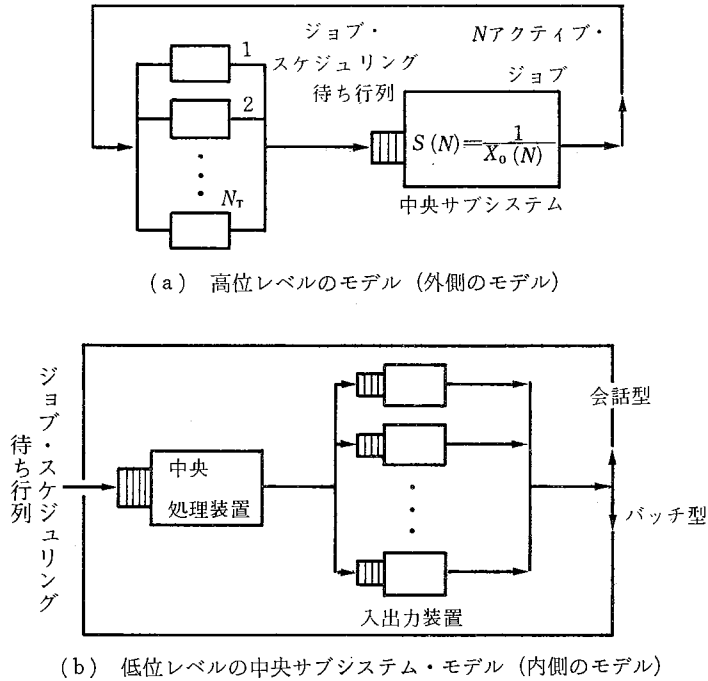 ジョブ・
スケジュリング
待ち行列
Nアクティブ・
ジョブ
1
2
N_T
S(N)=1/X₀(N)
中央サブシステム
(a) 高位レベルのモデル (外側のモデル)
ジョブ・スケジュリング
待ち行列
中央
処理装置
入出力装置
会話型
バッチ型
(b) 低位レベルの中央サブシステム・モデル (内側のモデル)